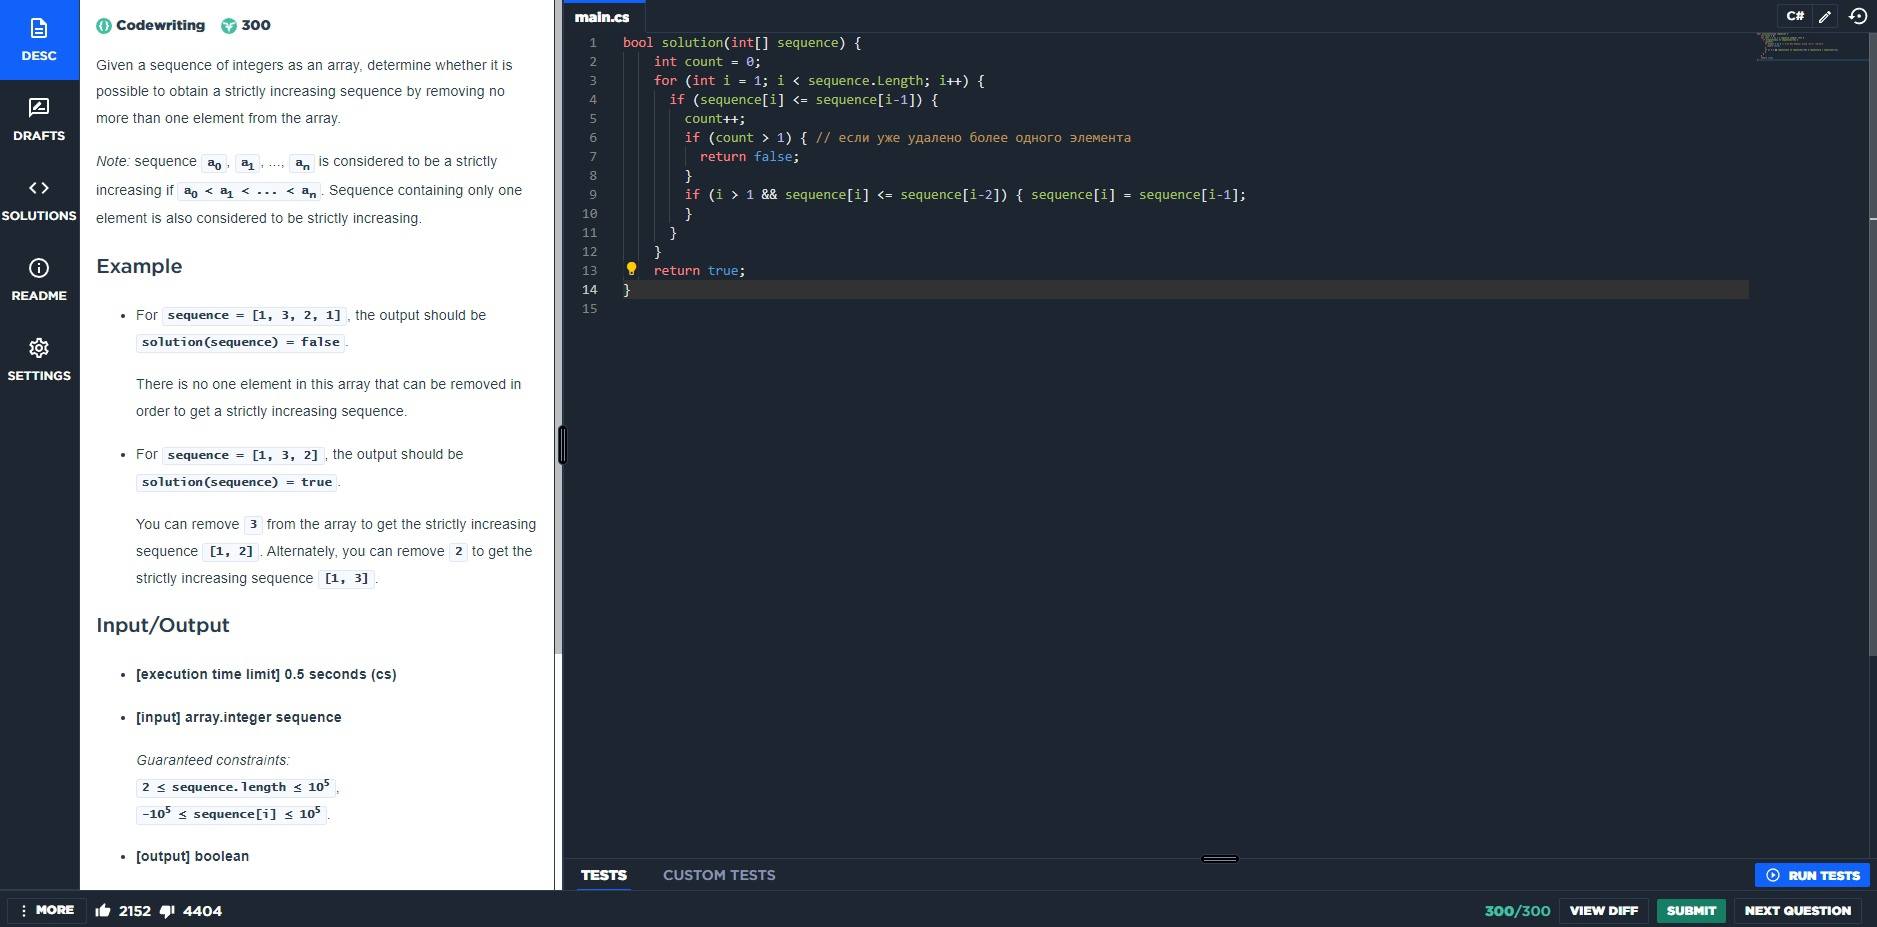 DESC
DRAFTS
SOLUTIONS
README
SETTINGS
Codewriting 300
Given a sequence of integers as an array, determine whether it is
possible to obtain a strictly increasing sequence by removing no
more than one element from the array.
Note: sequence a0, a1, ..., an is considered to be a strictly
increasing if a0 < a1 < ... < an. Sequence containing only one
element is also considered to be strictly increasing.
Example
• For sequence = [1, 3, 2, 1], the output should be
solution(sequence) = false.
There is no one element in this array that can be removed in
order to get a strictly increasing sequence.
• For sequence = [1, 3, 2], the output should be
solution(sequence) = true.
You can remove 3 from the array to get the strictly increasing
sequence [1, 2]. Alternately, you can remove 2 to get the
strictly increasing sequence [1, 3].
Input/Output
• [execution time limit] 0.5 seconds (cs)
• [input] array.integer sequence
Guaranteed constraints:
2 ≤ sequence.length ≤ 10^5,
-10^5 ≤ sequence[i] ≤ 10^5.
• [output] boolean
main.cs
C#
1 bool solution(int[] sequence) {
2 int count = 0;
3 for (int i = 1; i < sequence.Length; i++) {
4 if (sequence[i] <= sequence[i-1]) {
5 count++;
6 if (count > 1) { // если уже удалено более одного элемента
7 return false;
8 }
9 if (i > 1 && sequence[i] <= sequence[i-2]) { sequence[i] = sequence[i-1];
10 }
11 }
12 }
13 return true;
14 }
15
TESTS CUSTOM TESTS
RUN TESTS
MORE 2152 4404
300/300 VIEW DIFF SUBMIT NEXT QUESTION